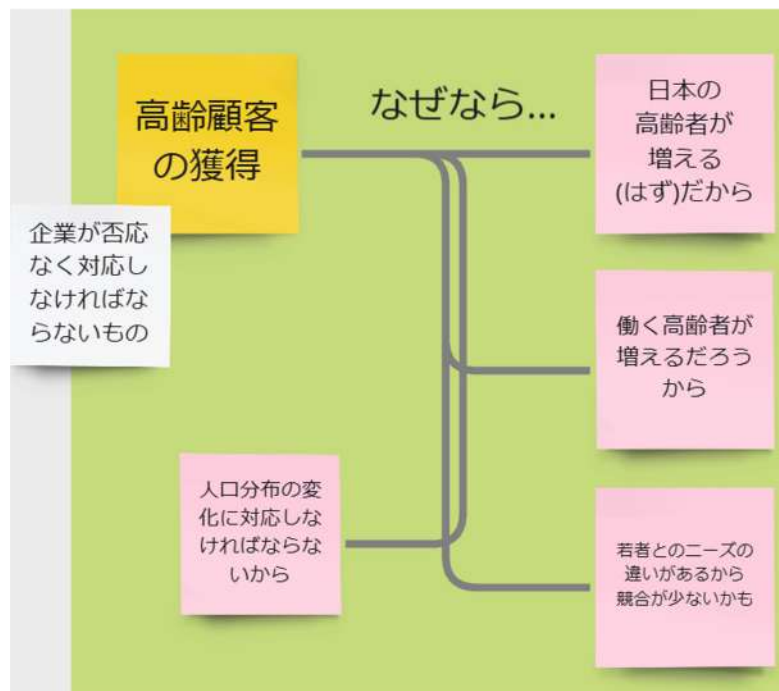 高齢顧客
の獲得
なぜなら...
日本の
高齢者が
増える
(はず)だから
企業が否応
なく対応し
なければな
らないもの
働く高齢者が
増えるだろう
から
人口分布の変
化に対応しな
ければならな
いから
若者とのニーズの
違いがあるから
競合が少ないかも